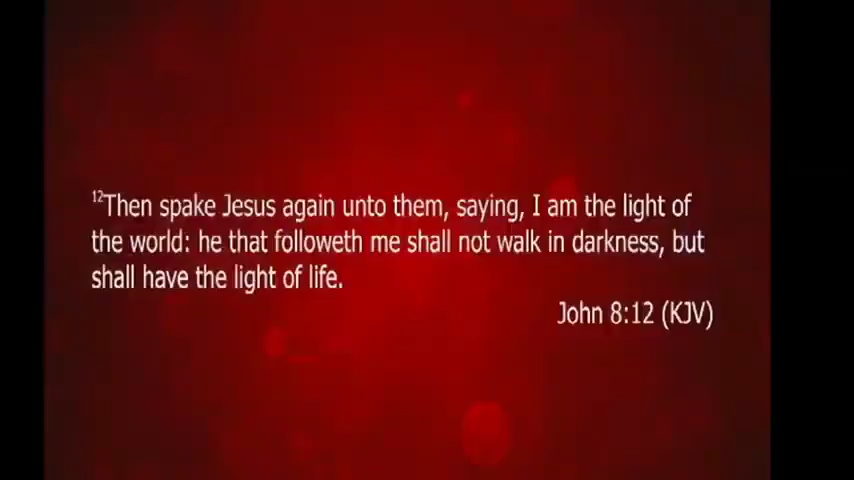 12Then spake Jesus again unto them, saying, I am the light of
the world: he that followeth me shall not walk in darkness, but
shall have the light of life.
John 8:12 (KJV)